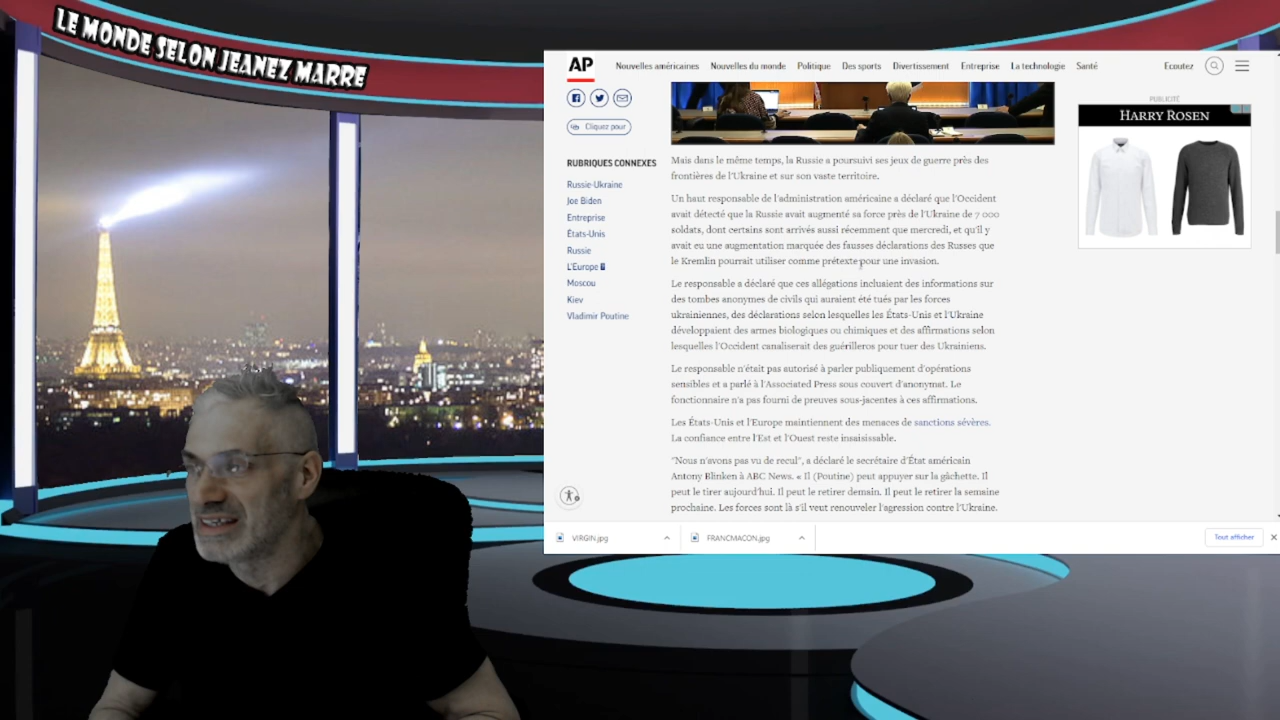 LE MONDE SELON JEANEZ MARRE
AP
Nouvelles américaines Nouvelles du monde Politique Des sports Divertissement Entreprise La technologie Santé Ecoutez
Cliquez pour
RUBRIQUES CONNEXES
Russie-Ukraine
Joe Biden
Entreprise
États-Unis
Russie
L'Europe
Moscou
Kiev
Vladimir Poutine
Mais dans le même temps, la Russie a poursuivi ses jeux de guerre près des
frontières de l'Ukraine et sur son vaste territoire.
Un haut responsable de l'administration américaine a déclaré que l'Occident
avait détecté que la Russie avait augmenté sa force près de l'Ukraine de 7 000
soldats, dont certains sont arrivés aussi récemment que mercredi, et qu'il y
avait eu une augmentation marquée des fausses déclarations des Russes que
le Kremlin pourrait utiliser comme prétexte pour une invasion.
Le responsable a déclaré que ces allégations incluaient des informations sur
des tombes anonymes de civils qui auraient été tués par les forces
ukrainiennes, des déclarations selon lesquelles les États-Unis et l'Ukraine
développaient des armes biologiques ou chimiques et des affirmations selon
lesquelles l'Occident canaliserait des guérilleros pour tuer des Ukrainiens.
Le responsable n'était pas autorisé à parler publiquement d'opérations
sensibles et a parlé à l'Associated Press sous couvert d'anonymat. Le
fonctionnaire n'a pas fourni de preuves sous-jacentes à ces affirmations.
Les États-Unis et l'Europe maintiennent des menaces de sanctions sévères.
La confiance entre l'Est et l'Ouest reste insaisissable.
"Nous n'avons pas vu de recul", a déclaré le secrétaire d'État américain
Antony Blinken à ABC News. « Il (Poutine) peut appuyer sur la gâchette. Il
peut le tirer aujourd'hui. Il peut le retirer demain. Il peut le retirer la semaine
prochaine. Les forces sont là s'il veut renouveler l'agression contre l'Ukraine.
PUBLICITÉ
HARRY ROSEN
VIRGIN.jpg
FRANCMACON.jpg
Tout afficher